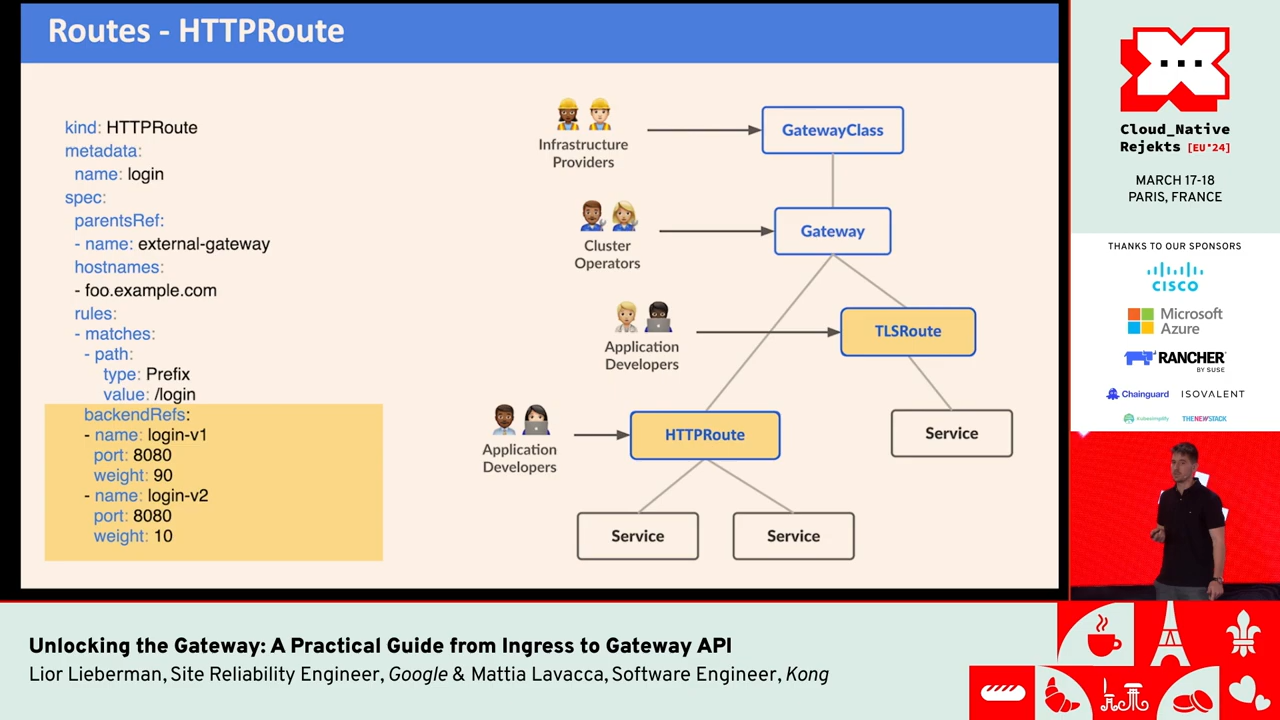 Routes - HTTPRoute
kind: HTTPRoute
metadata:
name: login
spec:
parentsRef:
- name: external-gateway
hostnames:
- foo.example.com
rules:
- matches:
- path:
type: Prefix
value: /login
backendRefs:
- name: login-v1
port: 8080
weight: 90
- name: login-v2
port: 8080
weight: 10
Infrastructure
Providers
GatewayClass
Cluster
Operators
Gateway
Application
Developers
TLSRoute
Application
Developers
HTTPRoute
Service
Service
Service
Cloud_Native
Rejekts [EU'24]
MARCH 17-18
PARIS, FRANCE
THANKS TO OUR SPONSORS
CISCO
Microsoft
Azure
RANCHER
BY SUSE
Chainguard
ISOVALENT
THENEWSTACK
Unlocking the Gateway: A Practical Guide from Ingress to Gateway API
Lior Lieberman, Site Reliability Engineer, Google & Mattia Lavacca, Software Engineer, Kong